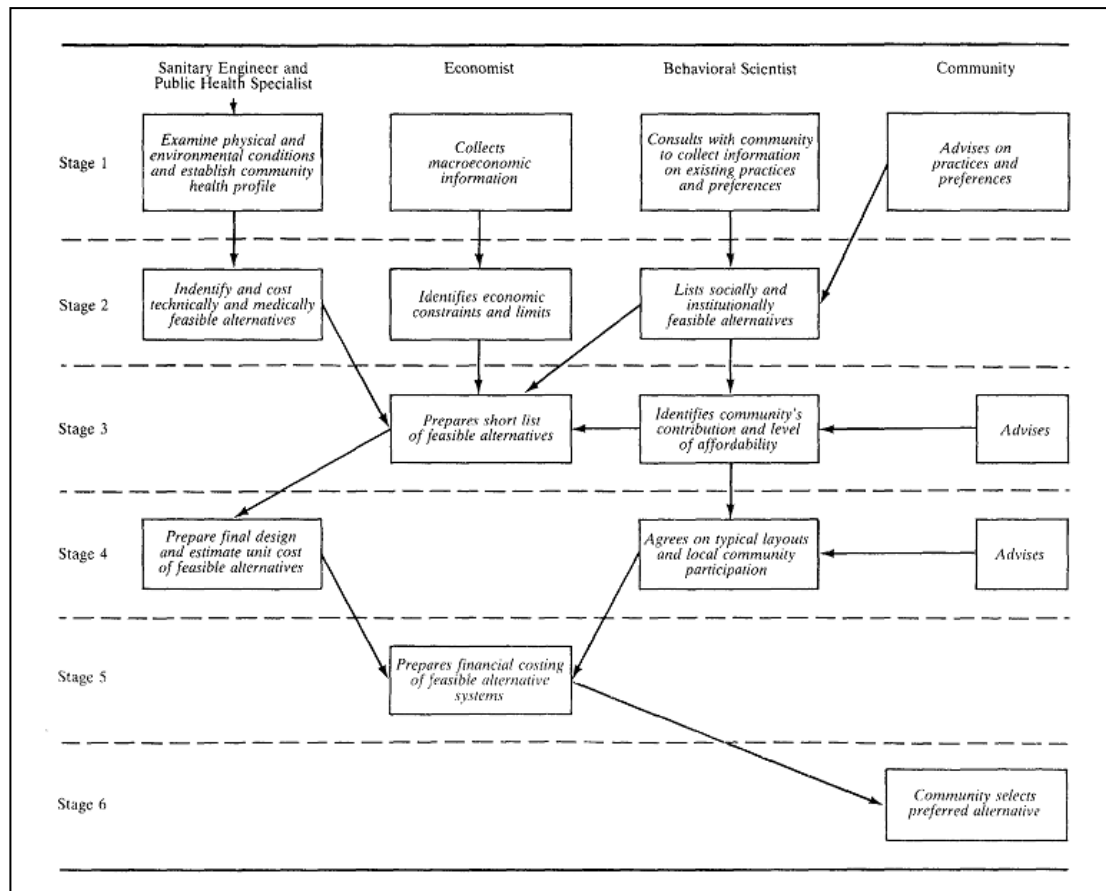 Sanitary Engineer and
Public Health Specialist
Economist
Behavioral Scientist
Community
Stage 1
Examine physical and
environmental conditions
and establish community
health profile
Collects
macroeconomic
information
Consults with community
to collect information
on existing practices
and preferences
Advises on
practices and
preferences
Stage 2
Indentify and cost
technically and medically
feasible alternatives
Identifies economic
constraints and limits
Lists socially and
institutionally
feasible alternatives
Stage 3
Prepares short list
of feasible alternatives
Identifies community's
contribution and level
of affordability
Advises
Stage 4
Prepare final design
and estimate unit cost
of feasible alternatives
Agrees on typical layouts
and local community
participation
Advises
Stage 5
Prepares financial costing
of feasible alternative
systems
Stage 6
Community selects
preferred alternative